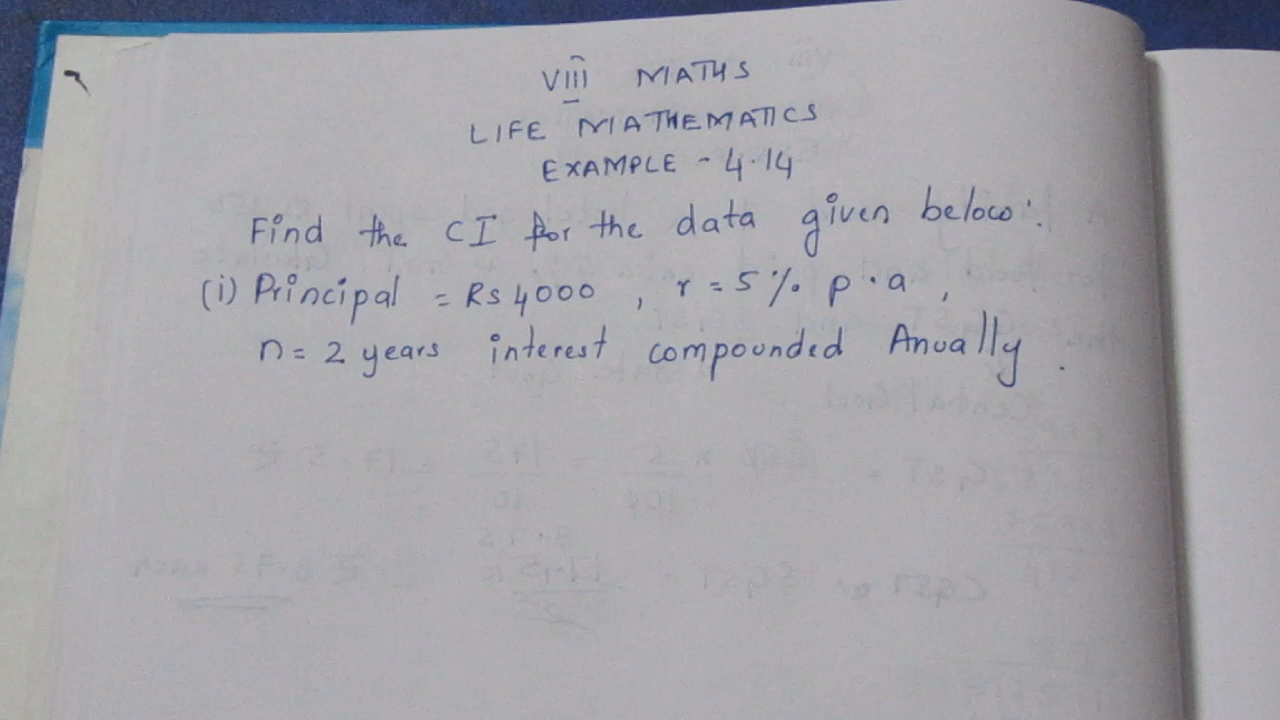 VIII MATHS
LIFE MATHEMATICS
EXAMPLE - 4.14
Find the CI for the data given below:
(i) Principal = Rs 4000 , r = 5% p.a ,
n = 2 years interest compounded Anually .